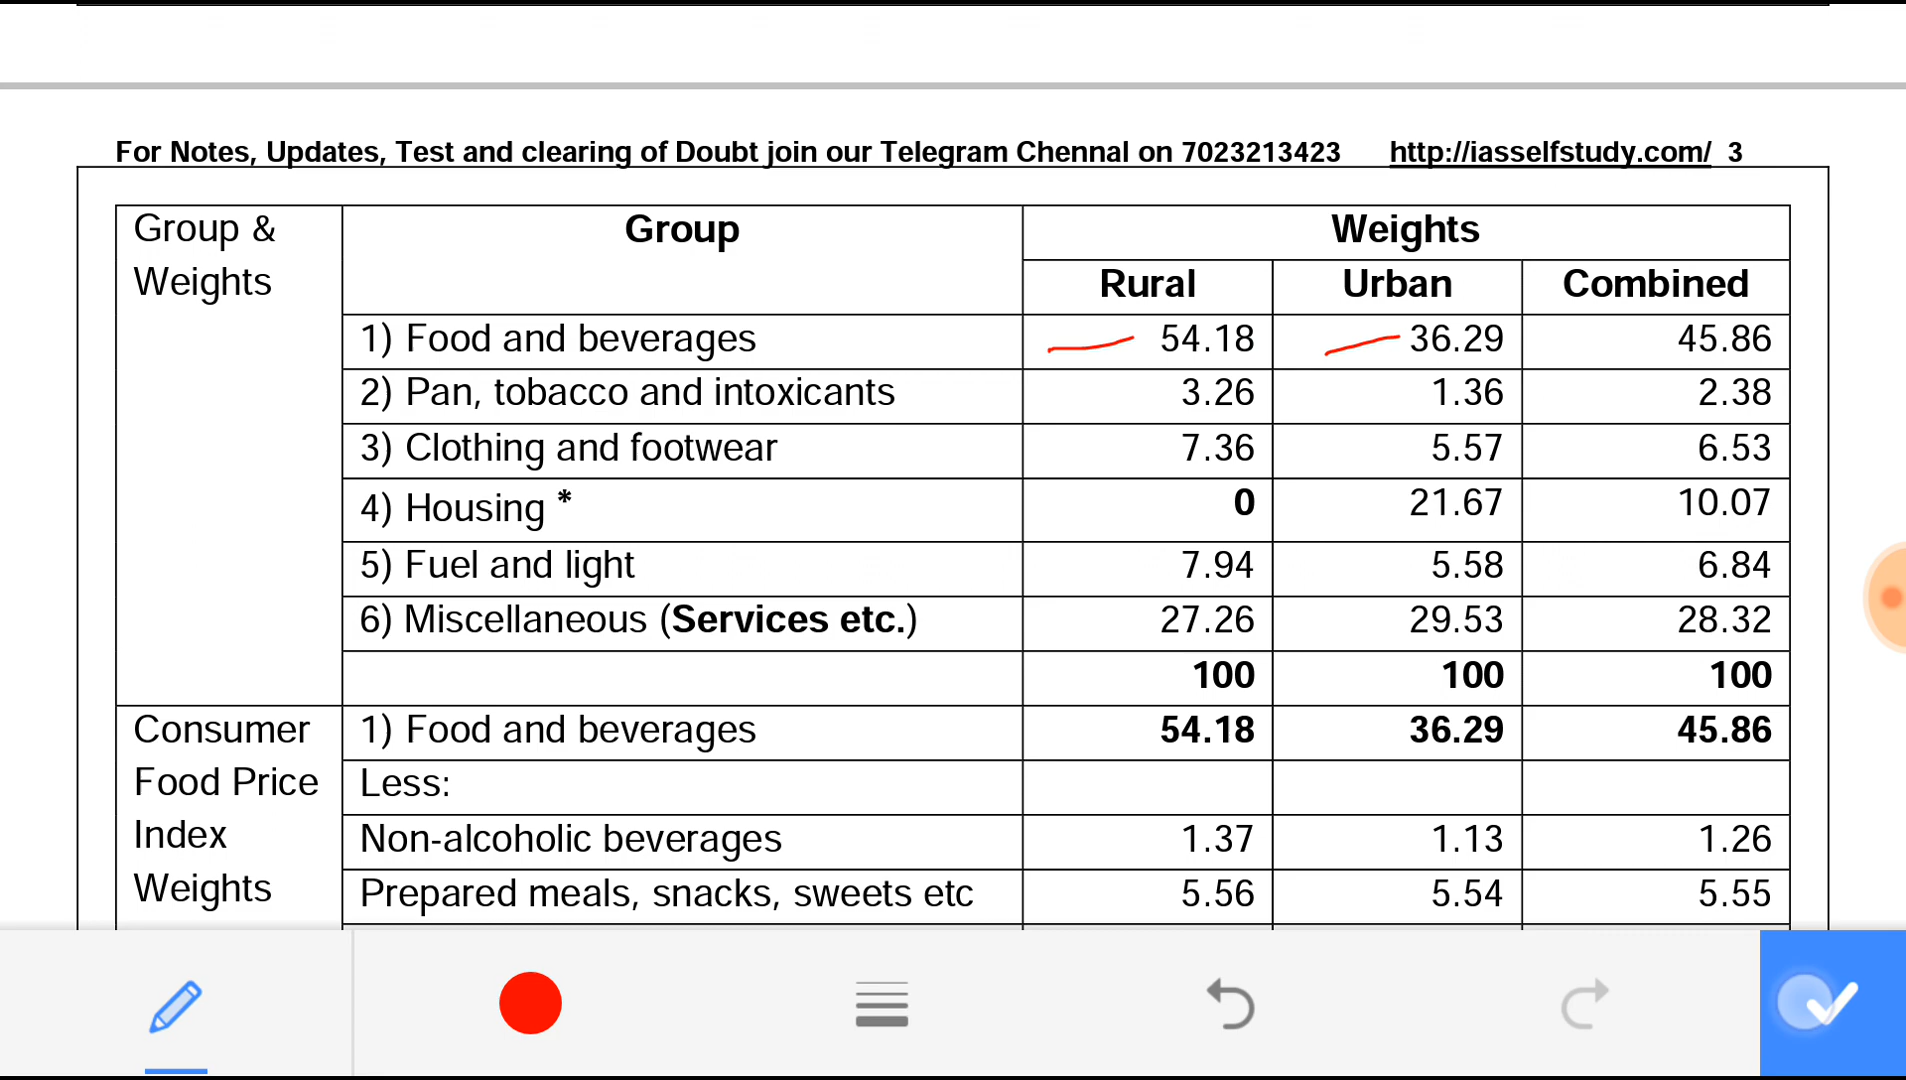 For Notes, Updates, Test and clearing of Doubt join our Telegram Chennal on 7023213423 http://iasselfstudy.com/ 3
Group & Weights
Group Weights
Rural Urban Combined
1) Food and beverages 54.18 36.29 45.86
2) Pan, tobacco and intoxicants 3.26 1.36 2.38
3) Clothing and footwear 7.36 5.57 6.53
4) Housing * 0 21.67 10.07
5) Fuel and light 7.94 5.58 6.84
6) Miscellaneous (Services etc.) 27.26 29.53 28.32
100 100 100
Consumer
Food Price
Index
Weights
1) Food and beverages 54.18 36.29 45.86
Less:
Non-alcoholic beverages 1.37 1.13 1.26
Prepared meals, snacks, sweets etc 5.56 5.54 5.55